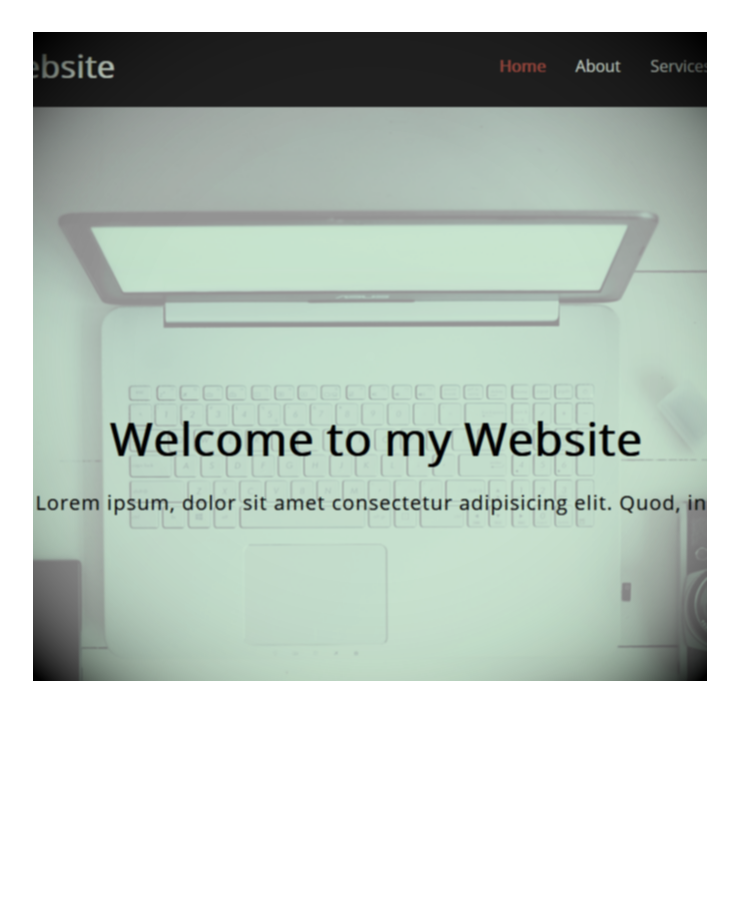 ebsite Home About Services
Welcome to my Website
Lorem ipsum, dolor sit amet consectetur adipisicing elit. Quod, in